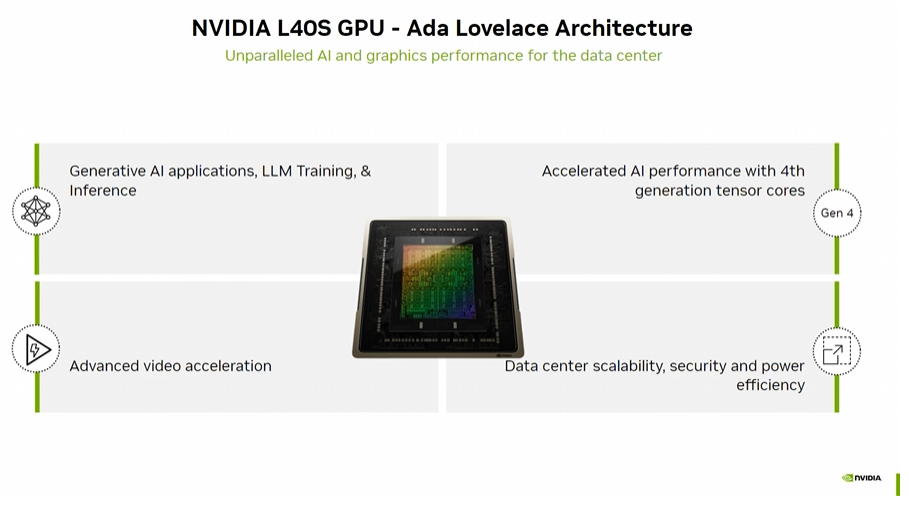 NVIDIA L40S GPU - Ada Lovelace Architecture
Unparalleled AI and graphics performance for the data center
Generative AI applications, LLM Training, &
Inference
Accelerated AI performance with 4th
generation tensor cores
Gen 4
Advanced video acceleration
Data center scalability, security and power
efficiency
NVIDIA.